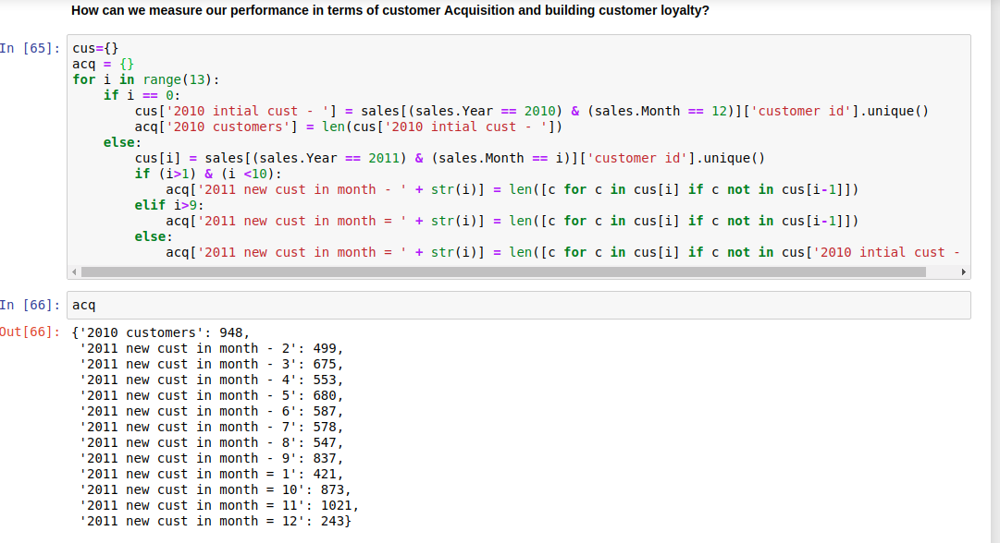 How can we measure our performance in terms of customer Acquisition and building customer loyalty?
In [65]: cus={}
acq = {}
for i in range(13):
    if i == 0:
        cus['2010 intial cust - '] = sales[(sales.Year == 2010) & (sales.Month == 12)]['customer id'].unique()
        acq['2010 customers'] = len(cus['2010 intial cust - '])
    else:
        cus[i] = sales[(sales.Year == 2011) & (sales.Month == i)]['customer id'].unique()
        if (i>1) & (i <10):
            acq['2011 new cust in month - ' + str(i)] = len([c for c in cus[i] if c not in cus[i-1]])
        elif i>9:
            acq['2011 new cust in month = ' + str(i)] = len([c for c in cus[i] if c not in cus[i-1]])
        else:
            acq['2011 new cust in month = ' + str(i)] = len([c for c in cus[i] if c not in cus['2010 intial cust -
In [66]: acq
Out[66]: {'2010 customers': 948,
 '2011 new cust in month - 2': 499,
 '2011 new cust in month - 3': 675,
 '2011 new cust in month - 4': 553,
 '2011 new cust in month - 5': 680,
 '2011 new cust in month - 6': 587,
 '2011 new cust in month - 7': 578,
 '2011 new cust in month - 8': 547,
 '2011 new cust in month - 9': 837,
 '2011 new cust in month = 1': 421,
 '2011 new cust in month = 10': 873,
 '2011 new cust in month = 11': 1021,
 '2011 new cust in month = 12': 243}